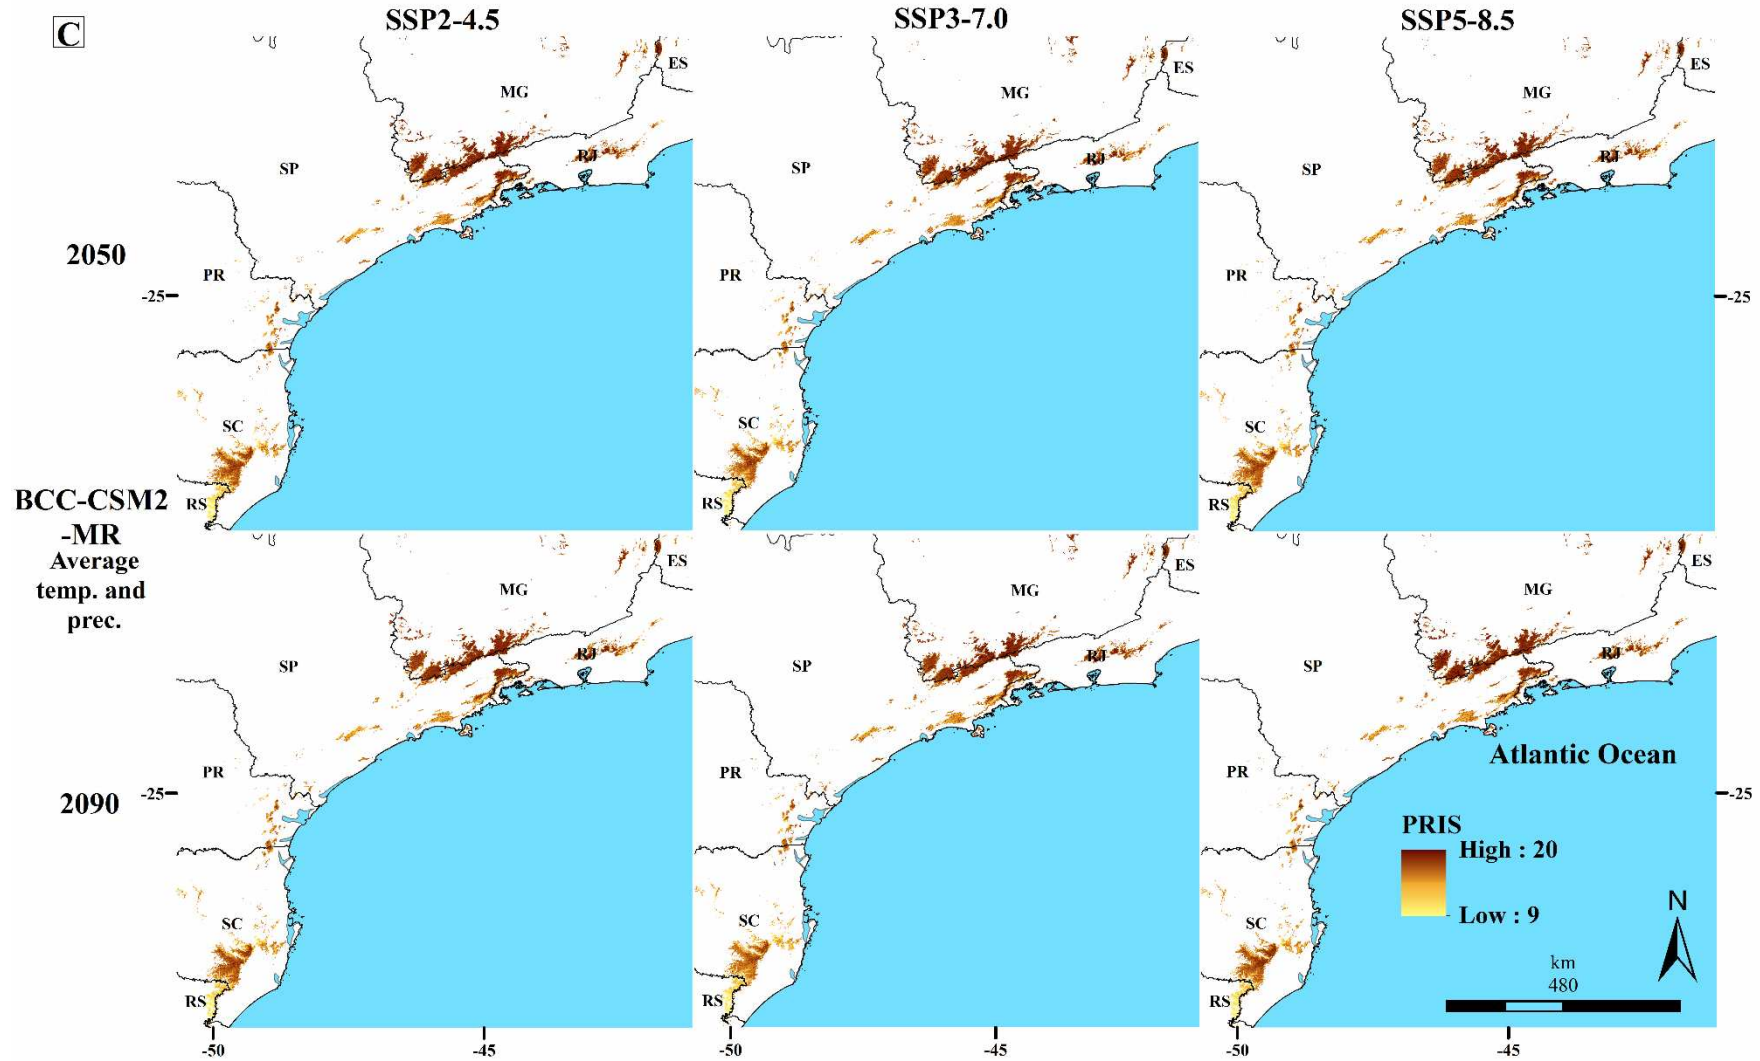 C
SSP2-4.5
SSP3-7.0
SSP5-8.5
ES
MG
SP
RJ
PR
SC
RS
ES
MG
SP
RJ
PR
SC
RS
ES
MG
SP
RJ
PR
SC
RS
2050
-25
-25
BCC-CSM2
-MR
Average
temp. and
prec.
ES
MG
SP
RJ
PR
SC
RS
ES
MG
SP
RJ
PR
SC
RS
ES
MG
SP
RJ
PR
SC
RS
2090
-25
-25
Atlantic Ocean
PRIS
High : 20
Low : 9
N
km
480
-50
-45
-50
-45
-50
-45